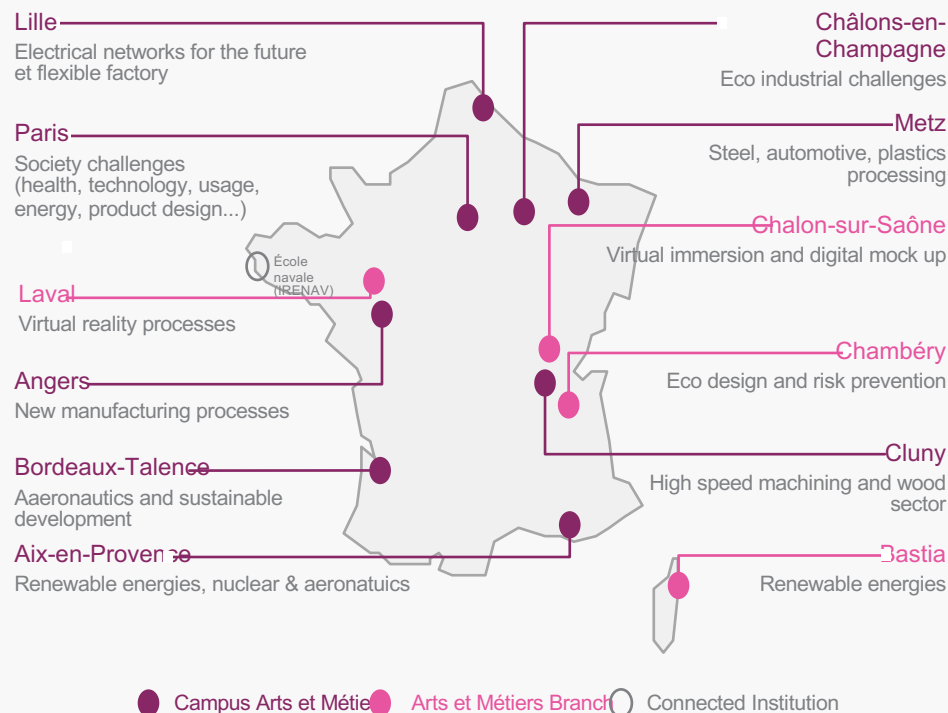 Lille
Electrical networks for the future
et flexible factory
Paris
Society challenges
(health, technology, usage,
energy, product design...)
École
navale
(IRENAV)
Laval
Virtual reality processes
Angers
New manufacturing processes
Bordeaux-Talence
Aaeronautics and sustainable
development
Aix-en-Provence
Renewable energies, nuclear & aeronatuics
Châlons-en-
Champagne
Eco industrial challenges
Metz
Steel, automotive, plastics
processing
Chalon-sur-Saône
Virtual immersion and digital mock up
Chambéry
Eco design and risk prevention
Cluny
High speed machining and wood
sector
Bastia
Renewable energies
Campus Arts et Métie
Arts et Métiers Branch
Connected Institution